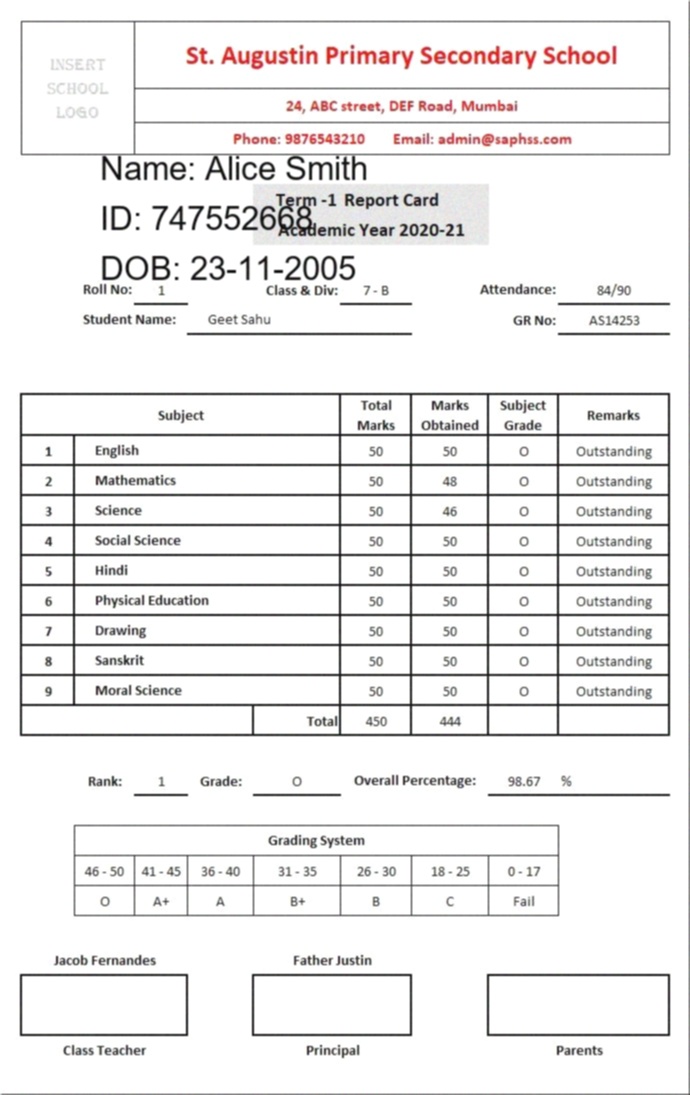 INSERT SCHOOL LOGO
St. Augustin Primary Secondary School
24, ABC street, DEF Road, Mumbai
Phone: 9876543210 Email: admin@saphss.com
Name: Alice Smith
Term -1 Report Card
ID: 747552668
Academic Year 2020-21
DOB: 23-11-2005
Roll No: 1 Class & Div: 7 - B Attendance: 84/90
Student Name: Geet Sahu GR No: AS14253
Subject Total Marks Marks Obtained Subject Grade Remarks
1 English 50 50 O Outstanding
2 Mathematics 50 48 O Outstanding
3 Science 50 46 O Outstanding
4 Social Science 50 50 O Outstanding
5 Hindi 50 50 O Outstanding
6 Physical Education 50 50 O Outstanding
7 Drawing 50 50 O Outstanding
8 Sanskrit 50 50 O Outstanding
9 Moral Science 50 50 O Outstanding
Total 450 444
Rank: 1 Grade: O Overall Percentage: 98.67 %
Grading System
46 - 50 41 - 45 36 - 40 31 - 35 26 - 30 18 - 25 0 - 17
O A+ A B+ B C Fail
Jacob Fernandes Father Justin
Class Teacher Principal Parents